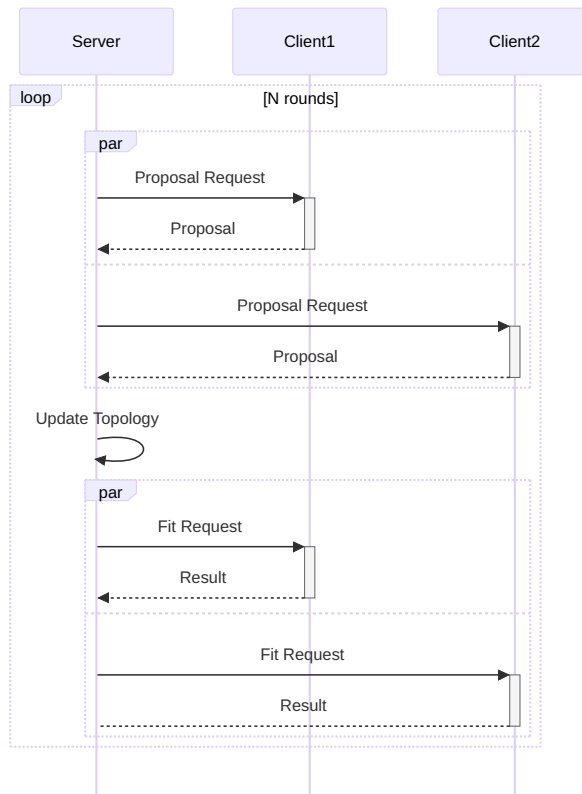 Server
Client1
Client2
loop
[N rounds]
par
Proposal Request
Proposal
Proposal Request
Proposal
Update Topology
par
Fit Request
Result
Fit Request
Result